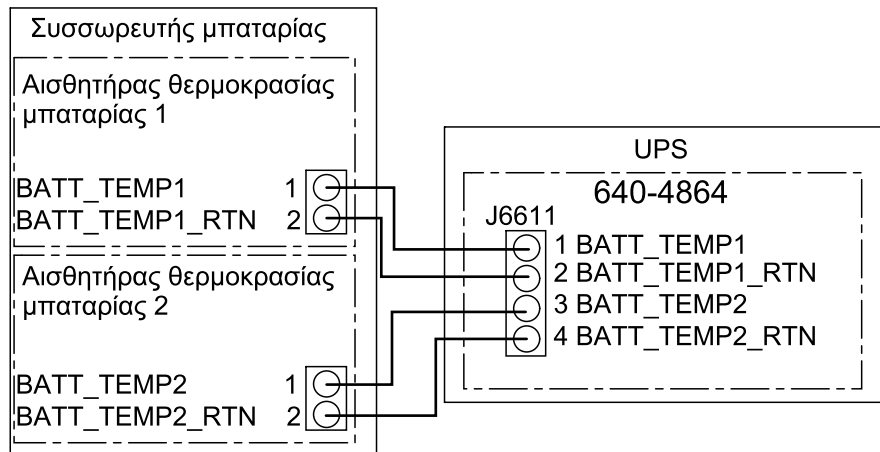 Συσσωρευτής μπαταρίας
Αισθητήρας θερμοκρασίας
μπαταρίας 1
BATT_TEMP1 1
BATT_TEMP1_RTN 2
Αισθητήρας θερμοκρασίας
μπαταρίας 2
BATT_TEMP2 1
BATT_TEMP2_RTN 2
UPS
640-4864
J6611
1 BATT_TEMP1
2 BATT_TEMP1_RTN
3 BATT_TEMP2
4 BATT_TEMP2_RTN